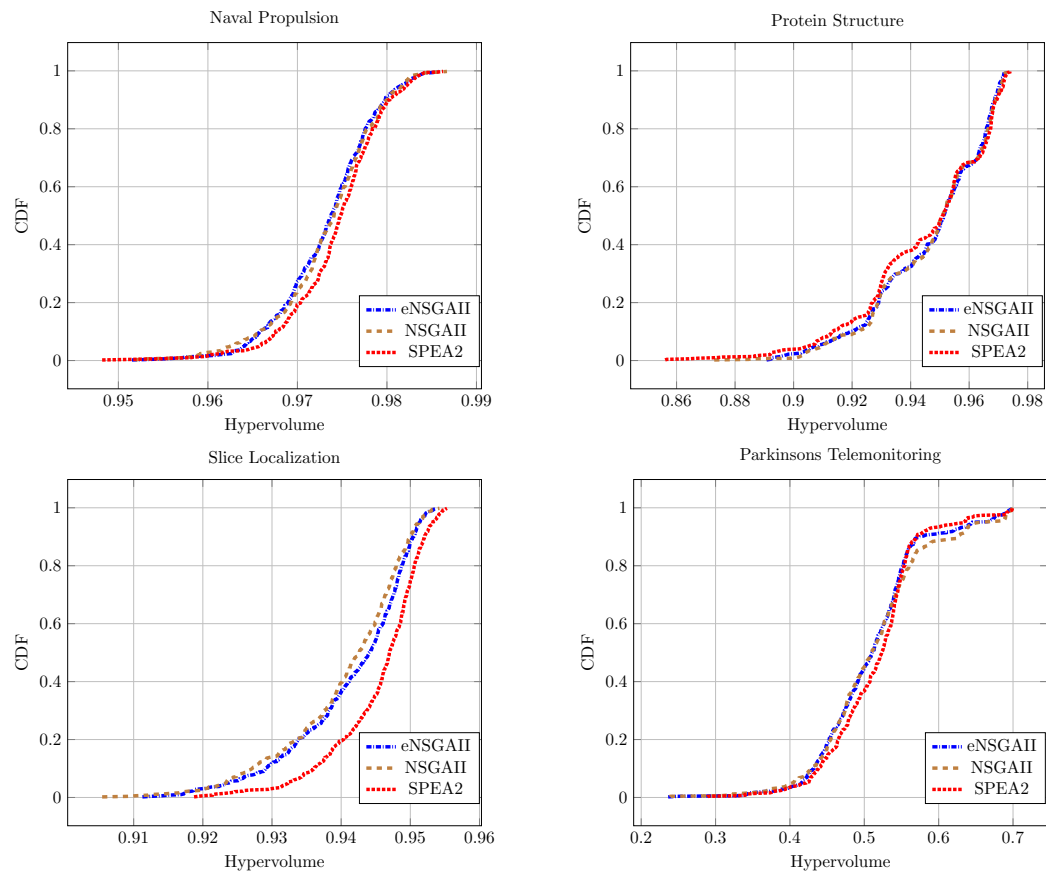 Naval Propulsion
1
0.8
0.6
0.4
0.2
0
CDF
eNSGAII
NSGAII
SPEA2
0.95 0.96 0.97 0.98 0.99
Hypervolume
Protein Structure
1
0.8
0.6
0.4
0.2
0
CDF
eNSGAII
NSGAII
SPEA2
0.86 0.88 0.9 0.92 0.94 0.96 0.98
Hypervolume
Slice Localization
1
0.8
0.6
0.4
0.2
0
CDF
eNSGAII
NSGAII
SPEA2
0.91 0.92 0.93 0.94 0.95 0.96
Hypervolume
Parkinsons Telemonitoring
1
0.8
0.6
0.4
0.2
0
CDF
eNSGAII
NSGAII
SPEA2
0.2 0.3 0.4 0.5 0.6 0.7
Hypervolume